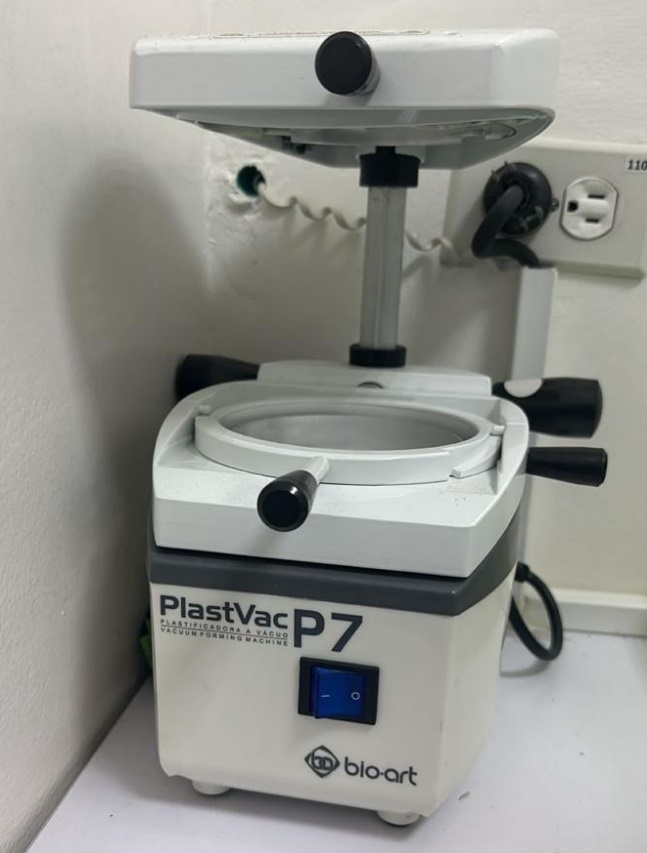 110
PlastVac P7
PLASTIFICADORA A VÁCUO
VACUUM FORMING MACHINE
I O
bio-art